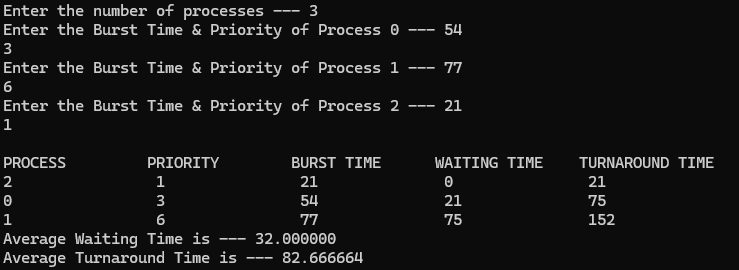 Enter the number of processes --- 3
Enter the Burst Time & Priority of Process 0 --- 54
3
Enter the Burst Time & Priority of Process 1 --- 77
6
Enter the Burst Time & Priority of Process 2 --- 21
1

PROCESS         PRIORITY        BURST TIME      WAITING TIME    TURNAROUND TIME
2                1               21              0               21
0                3               54              21              75
1                6               77              75              152
Average Waiting Time is --- 32.000000
Average Turnaround Time is --- 82.666664